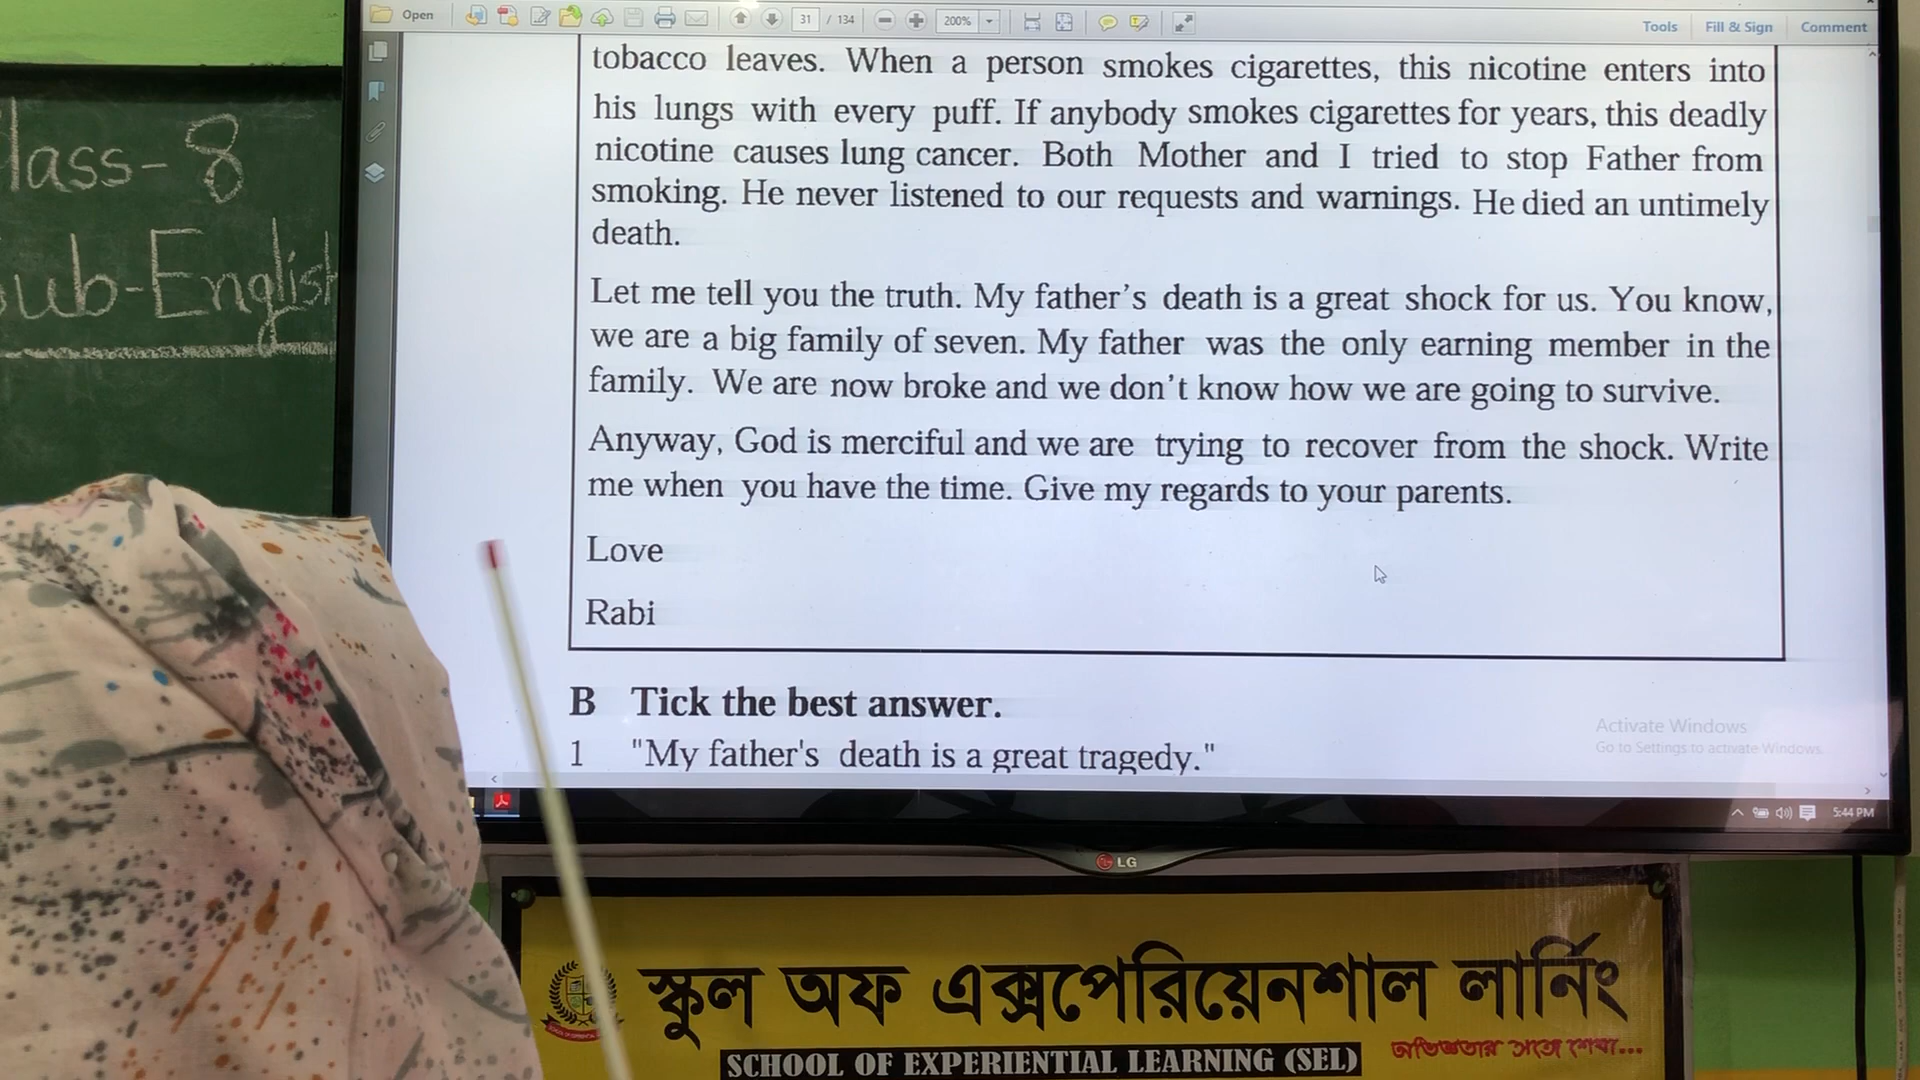 Open
31 / 134
200%
Tools
Fill & Sign
Comment
lass-8
ub-English
tobacco leaves. When a person smokes cigarettes, this nicotine enters into
his lungs with every puff. If anybody smokes cigarettes for years, this deadly
nicotine causes lung cancer. Both Mother and I tried to stop Father from
smoking. He never listened to our requests and warnings. He died an untimely
death.
Let me tell you the truth. My father's death is a great shock for us. You know,
we are a big family of seven. My father was the only earning member in the
family. We are now broke and we don't know how we are going to survive.
Anyway, God is merciful and we are trying to recover from the shock. Write
me when you have the time. Give my regards to your parents.
Love
Rabi
B Tick the best answer.
1 "My father's death is a great tragedy."
Activate Windows
Go to Settings to activate Windows.
5:44 PM
LG
স্কুল অফ এক্সপেরিয়েনশাল লার্নিং
অভিজ্ঞতার সাথে শেখা...
SCHOOL OF EXPERIENTIAL LEARNING (SEL)